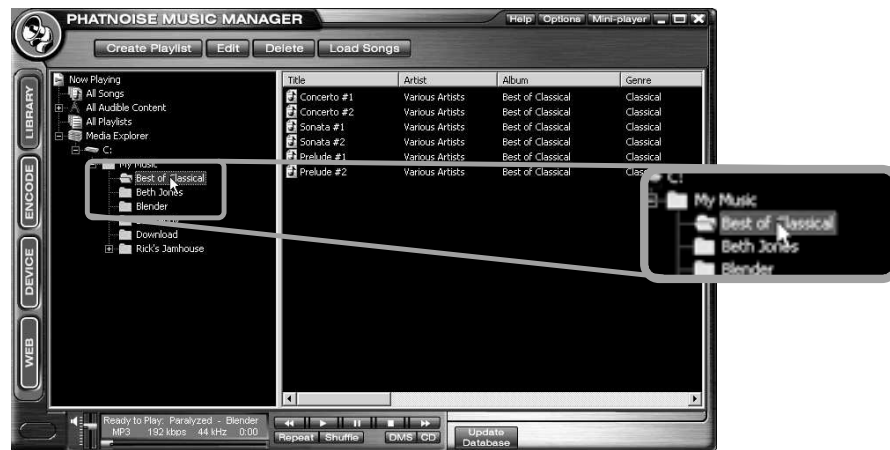 PHATNOISE MUSIC MANAGER
Help Options Mini-player
Create Playlist Edit Delete Load Songs
LIBRARY
ENCODE
DEVICE
WEB
Now Playing
All Songs
All Audible Content
All Playlists
Media Explorer
C:
My Music
Best of Classical
Beth Jones
Blender
Download
Rick's Jamhouse
Title Artist Album Genre
Concerto #1 Various Artists Best of Classical Classical
Concerto #2 Various Artists Best of Classical Classical
Sonata #1 Various Artists Best of Classical Classical
Sonata #2 Various Artists Best of Classical Classical
Prelude #1 Various Artists Best of Classical Classical
Prelude #2 Various Artists Best of Classical Classical
C:
My Music
Best of Classical
Beth Jones
Blender
Ready to Play: Paralyzed - Blender
MP3 192 kbps 44 kHz 0:00
Repeat Shuffle DMS CD
Update
Database